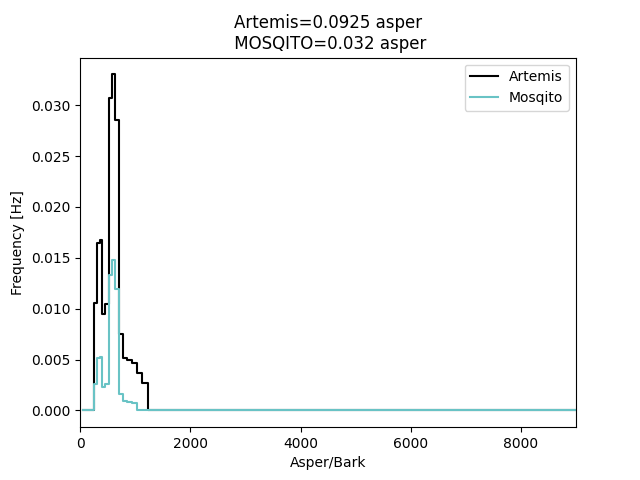 Artemis=0.0925 asper
MOSQITO=0.032 asper
Artemis
Mosqito
0.030
0.025
0.020
0.015
0.010
0.005
0.000
Frequency [Hz]
0
2000
4000
6000
8000
Asper/Bark